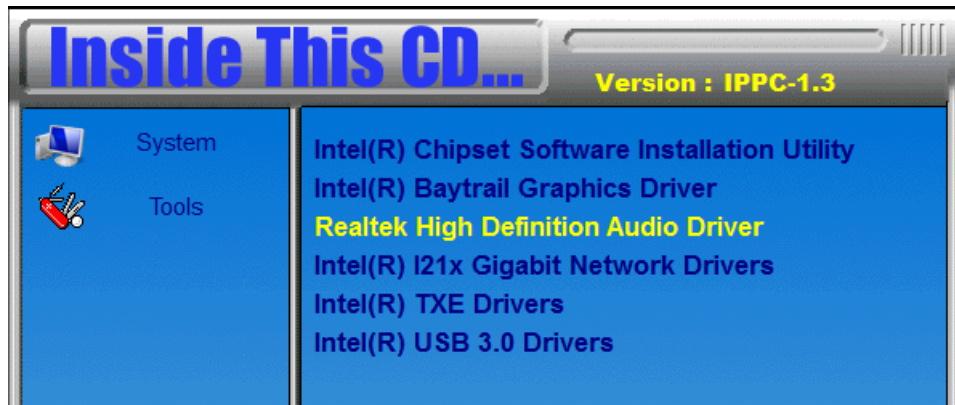 Inside This CD...
Version : IPPC-1.3
System
Tools
Intel(R) Chipset Software Installation Utility
Intel(R) Baytrail Graphics Driver
Realtek High Definition Audio Driver
Intel(R) I21x Gigabit Network Drivers
Intel(R) TXE Drivers
Intel(R) USB 3.0 Drivers